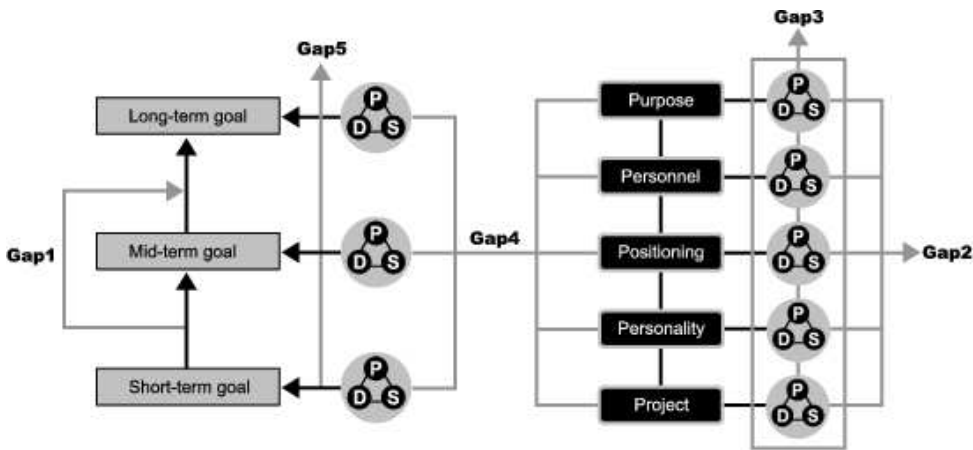 Gap3
Gap5
P
D S
Long-term goal
Purpose
P
D S
P
D S
Personnel
Gap1
Mid-term goal
P
D S
Gap4
Positioning
P
D S
Gap2
Personality
P
D S
Short-term goal
P
D S
Project
P
D S